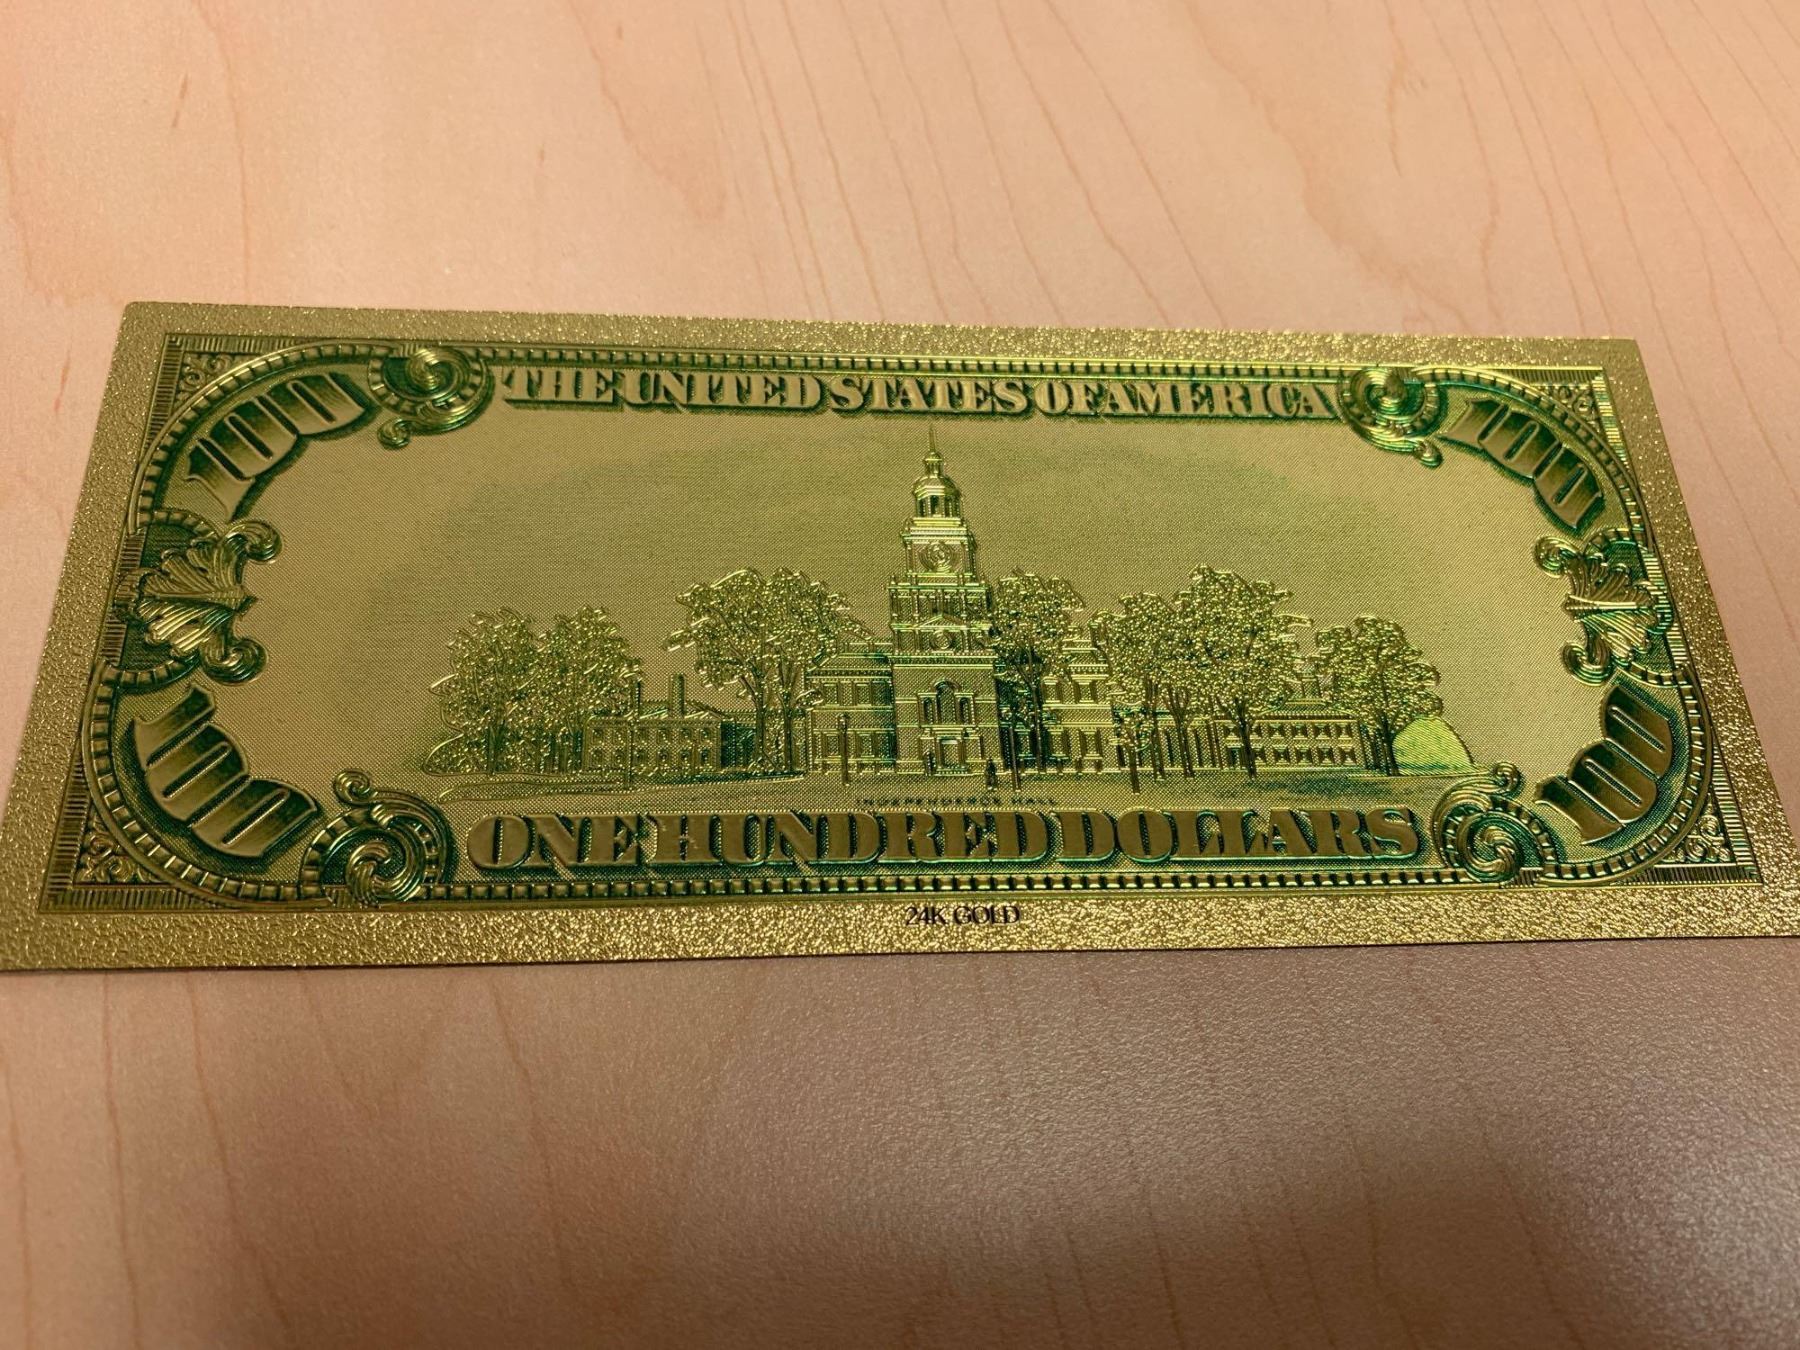 100 THE UNITED STATES OF AMERICA 100
INDEPENDENCE HALL
100 ONE HUNDRED DOLLARS 100
24K GOLD